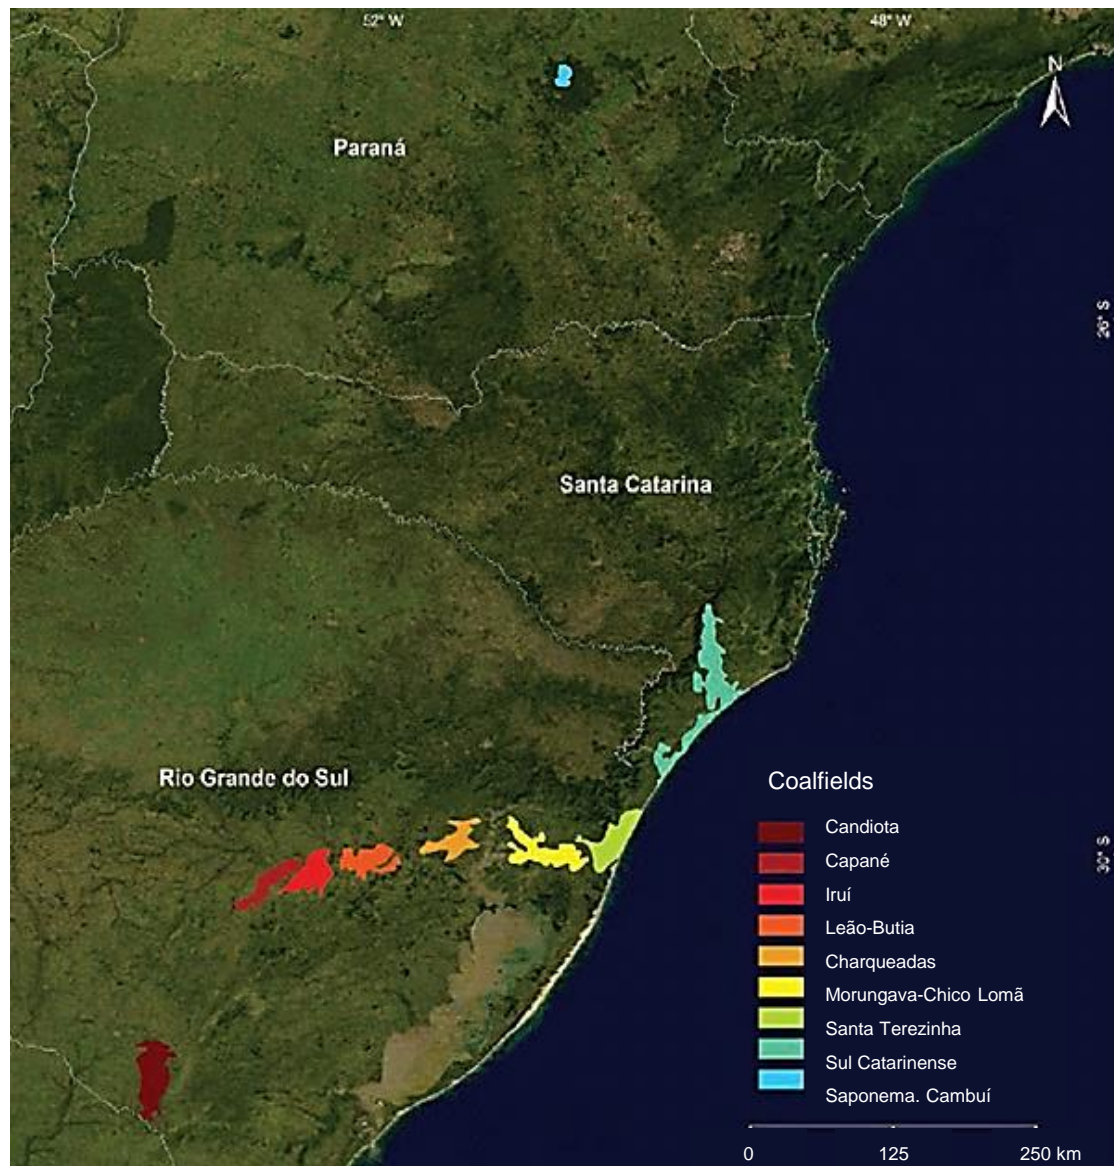 52° W
48° W
N
Paraná
26° S
Santa Catarina
Rio Grande do Sul
30° S
Coalfields
Candiota
Capané
Iruí
Leão-Butia
Charqueadas
Morungava-Chico Lomã
Santa Terezinha
Sul Catarinense
Saponema. Cambuí
0 125 250 km